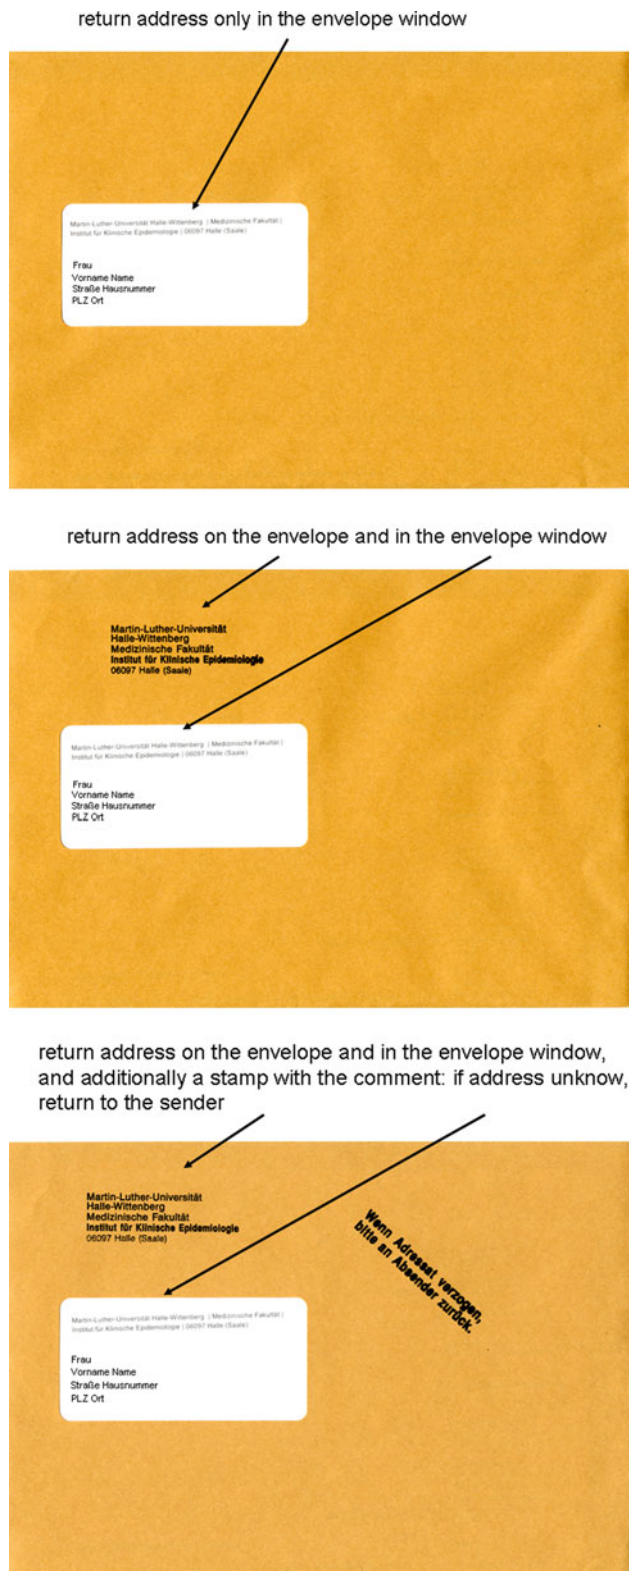 return address only in the envelope window
Martin-Luther-Universität Halle-Wittenberg | Medizinische Fakultät |
Institut für Klinische Epidemiologie | 06097 Halle (Saale)
Frau
Vorname Name
Straße Hausnummer
PLZ Ort
return address on the envelope and in the envelope window
Martin-Luther-Universität
Halle-Wittenberg
Medizinische Fakultät
Institut für Klinische Epidemiologie
06097 Halle (Saale)
Martin-Luther-Universität Halle-Wittenberg | Medizinische Fakultät |
Institut für Klinische Epidemiologie | 06097 Halle (Saale)
Frau
Vorname Name
Straße Hausnummer
PLZ Ort
return address on the envelope and in the envelope window,
and additionally a stamp with the comment: if address unknow,
return to the sender
Martin-Luther-Universität
Halle-Wittenberg
Medizinische Fakultät
Institut für Klinische Epidemiologie
06097 Halle (Saale)
Wenn Adressat verzogen,
bitte an Absender zurück.
Martin-Luther-Universität Halle-Wittenberg | Medizinische Fakultät |
Institut für Klinische Epidemiologie | 06097 Halle (Saale)
Frau
Vorname Name
Straße Hausnummer
PLZ Ort